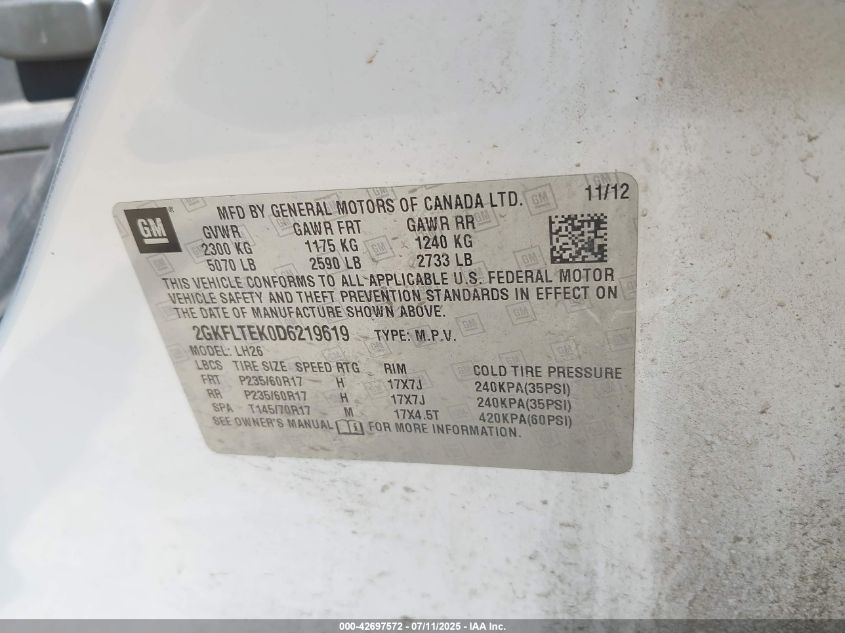 GM ®
MFD BY GENERAL MOTORS OF CANADA LTD. 11/12
GVWR GAWR FRT GAWR RR
2300 KG 1175 KG 1240 KG
5070 LB 2590 LB 2733 LB
THIS VEHICLE CONFORMS TO ALL APPLICABLE U.S. FEDERAL MOTOR
VEHICLE SAFETY AND THEFT PREVENTION STANDARDS IN EFFECT ON
THE DATE OF MANUFACTURE SHOWN ABOVE.
2GKFLTEK0D6219619 TYPE: M.P.V.
MODEL: LH26
LBCS TIRE SIZE SPEED RTG RIM COLD TIRE PRESSURE
FRT P235/60R17 H 17X7J 240KPA(35PSI)
RR P235/60R17 H 17X7J 240KPA(35PSI)
SPA T145/70R17 M 17X4.5T 420KPA(60PSI)
SEE OWNER'S MANUAL FOR MORE INFORMATION.
000-42697572 - 07/11/2025 - IAA Inc.